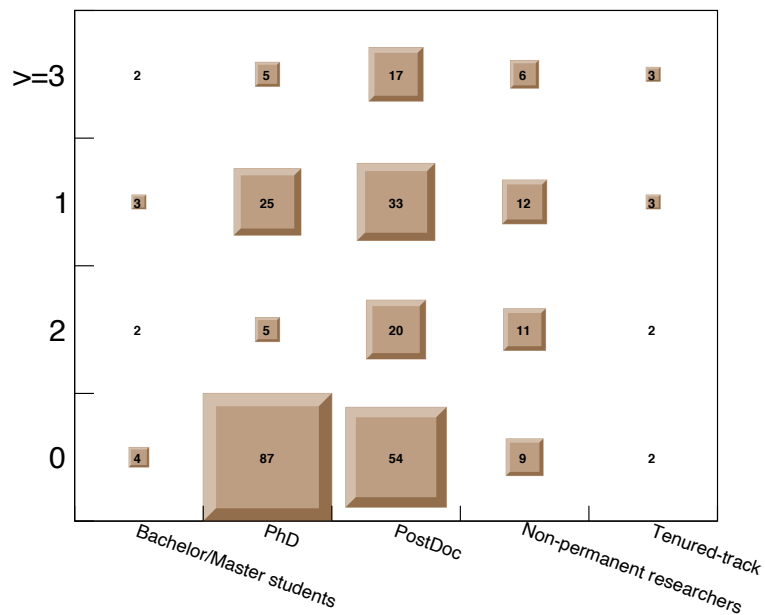 >=3 2 5 17 6 3
1 3 25 33 12 3
2 2 5 20 11 2
0 4 87 54 9 2
Bachelor/Master students PhD PostDoc Non-permanent researchers Tenured-track